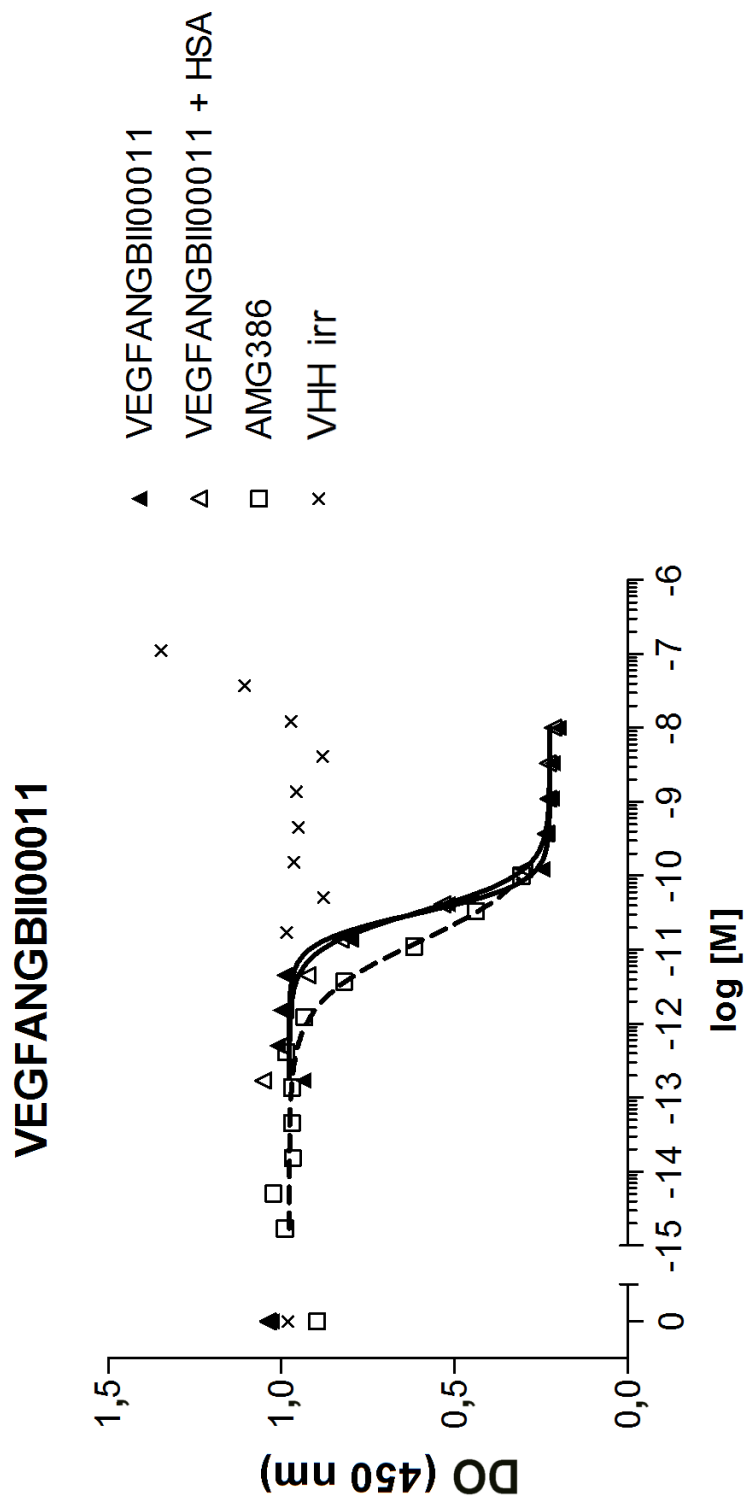 VEGFANGBII00011
VEGFANGBII00011
VEGFANGBII00011 + HSA
AMG386
VHH irr
DO (450 nm)
1,5
1,0
0,5
0,0
0 -15 -14 -13 -12 -11 -10 -9 -8 -7 -6
log [M]